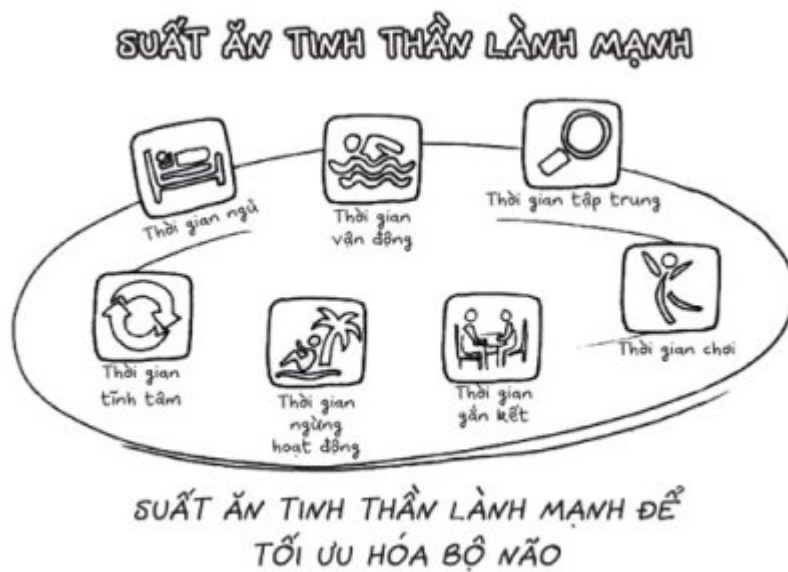 SUẤT ĂN TINH THẦN LÀNH MẠNH
Thời gian ngủ
Thời gian
vận động
Thời gian tập trung
Thời gian
tĩnh tâm
Thời gian
ngừng
hoạt động
Thời gian
gắn kết
Thời gian chơi
SUẤT ĂN TINH THẦN LÀNH MẠNH ĐỂ
TỐI ƯU HÓA BỘ NÃO